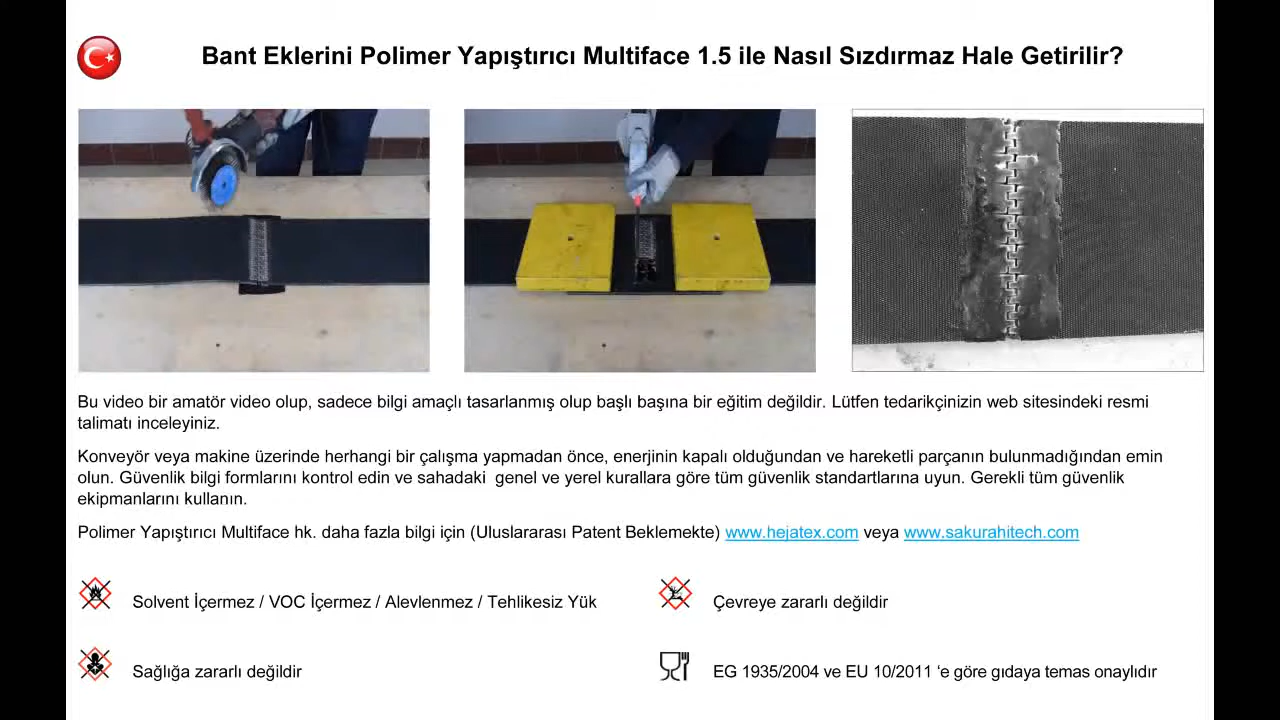 Bant Eklerini Polimer Yapıştırıcı Multiface 1.5 ile Nasıl Sızdırmaz Hale Getirilir?
Bu video bir amatör video olup, sadece bilgi amaçlı tasarlanmış olup başlı başına bir eğitim değildir. Lütfen tedarikçinizin web sitesindeki resmi
talimatı inceleyiniz.
Konveyör veya makine üzerinde herhangi bir çalışma yapmadan önce, enerjinin kapalı olduğundan ve hareketli parçanın bulunmadığından emin
olun. Güvenlik bilgi formlarını kontrol edin ve sahadaki genel ve yerel kurallara göre tüm güvenlik standartlarına uyun. Gerekli tüm güvenlik
ekipmanlarını kullanın.
Polimer Yapıştırıcı Multiface hk. daha fazla bilgi için (Uluslararası Patent Beklemekte) www.hejatex.com veya www.sakurahitech.com
Solvent İçermez / VOC İçermez / Alevlenmez / Tehlikesiz Yük
Çevreye zararlı değildir
Sağlığa zararlı değildir
EG 1935/2004 ve EU 10/2011 ‘e göre gıdaya temas onaylıdır